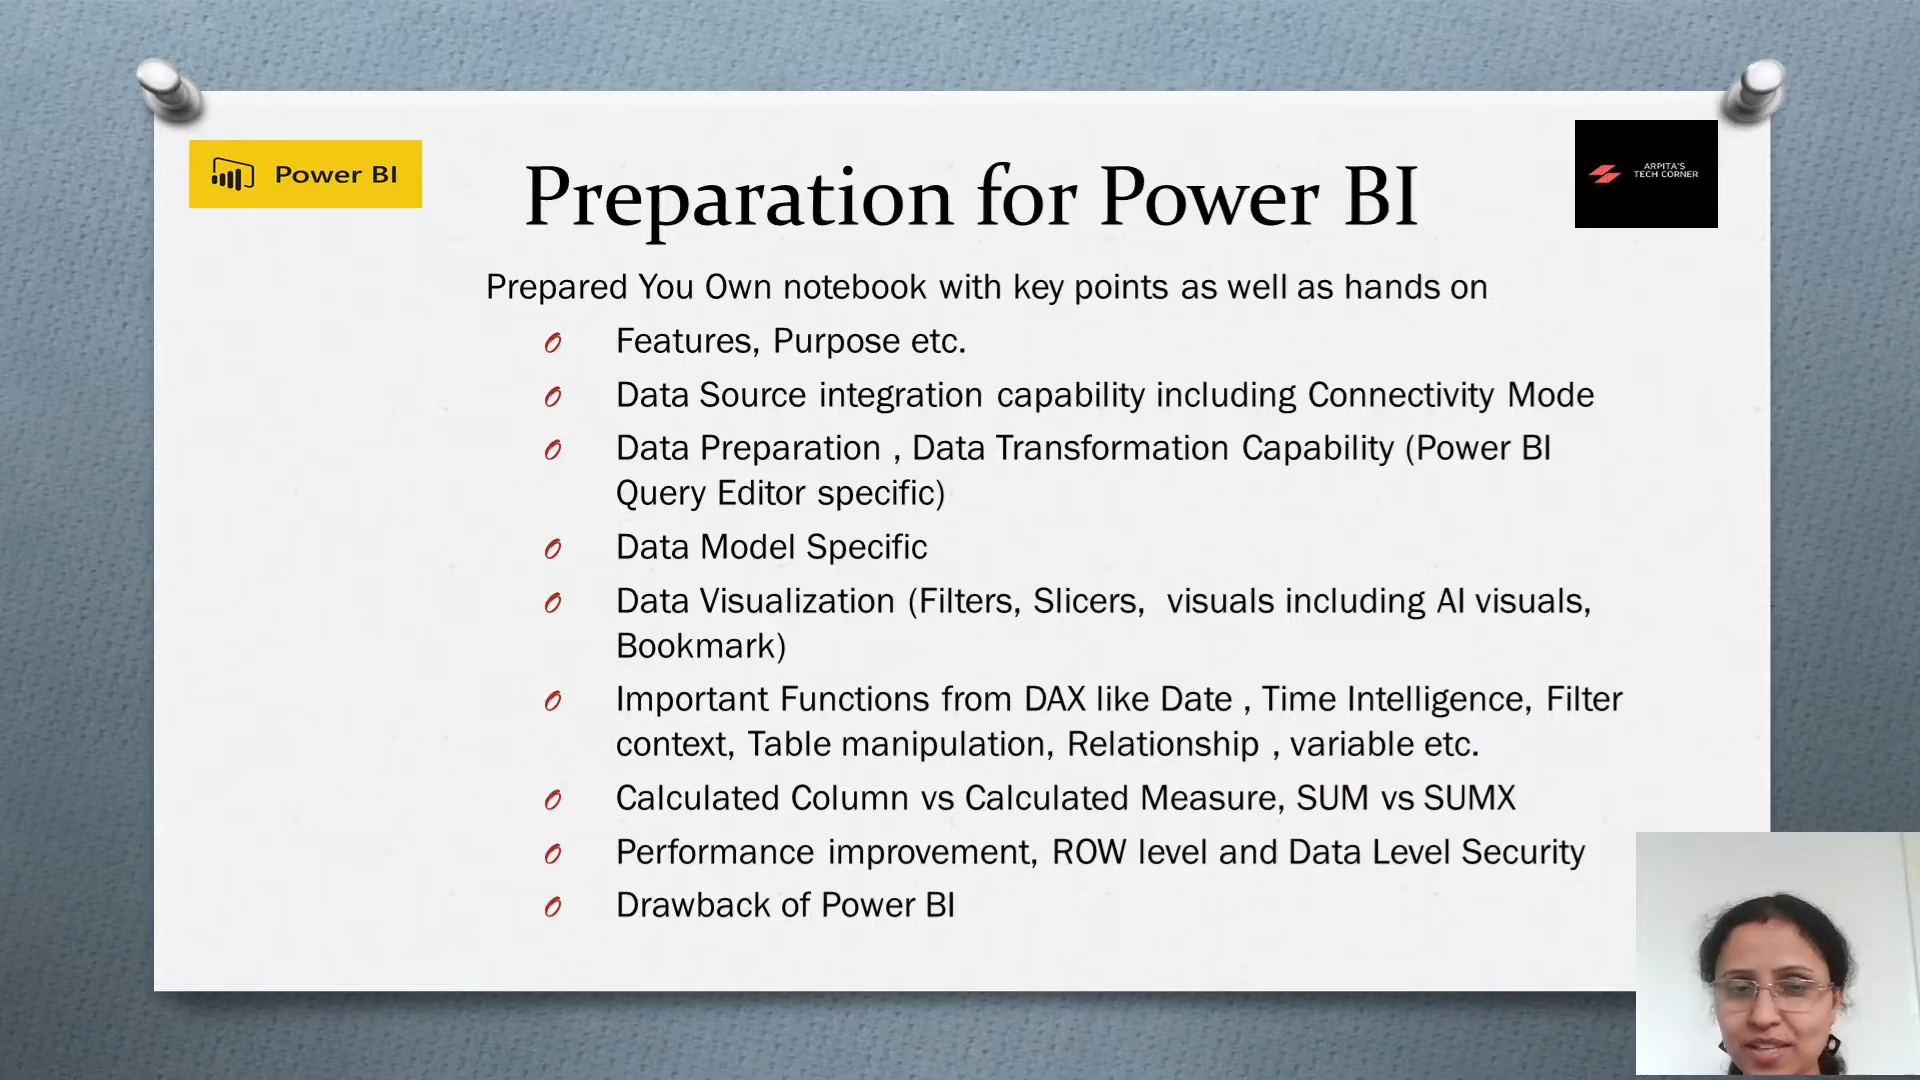 Power BI
Preparation for Power BI
ARPITA'S
TECH CORNER
Prepared You Own notebook with key points as well as hands on
Features, Purpose etc.
Data Source integration capability including Connectivity Mode
Data Preparation , Data Transformation Capability (Power BI
Query Editor specific)
Data Model Specific
Data Visualization (Filters, Slicers,  visuals including AI visuals,
Bookmark)
Important Functions from DAX like Date , Time Intelligence, Filter
context, Table manipulation, Relationship , variable etc.
Calculated Column vs Calculated Measure, SUM vs SUMX
Performance improvement, ROW level and Data Level Security
Drawback of Power BI